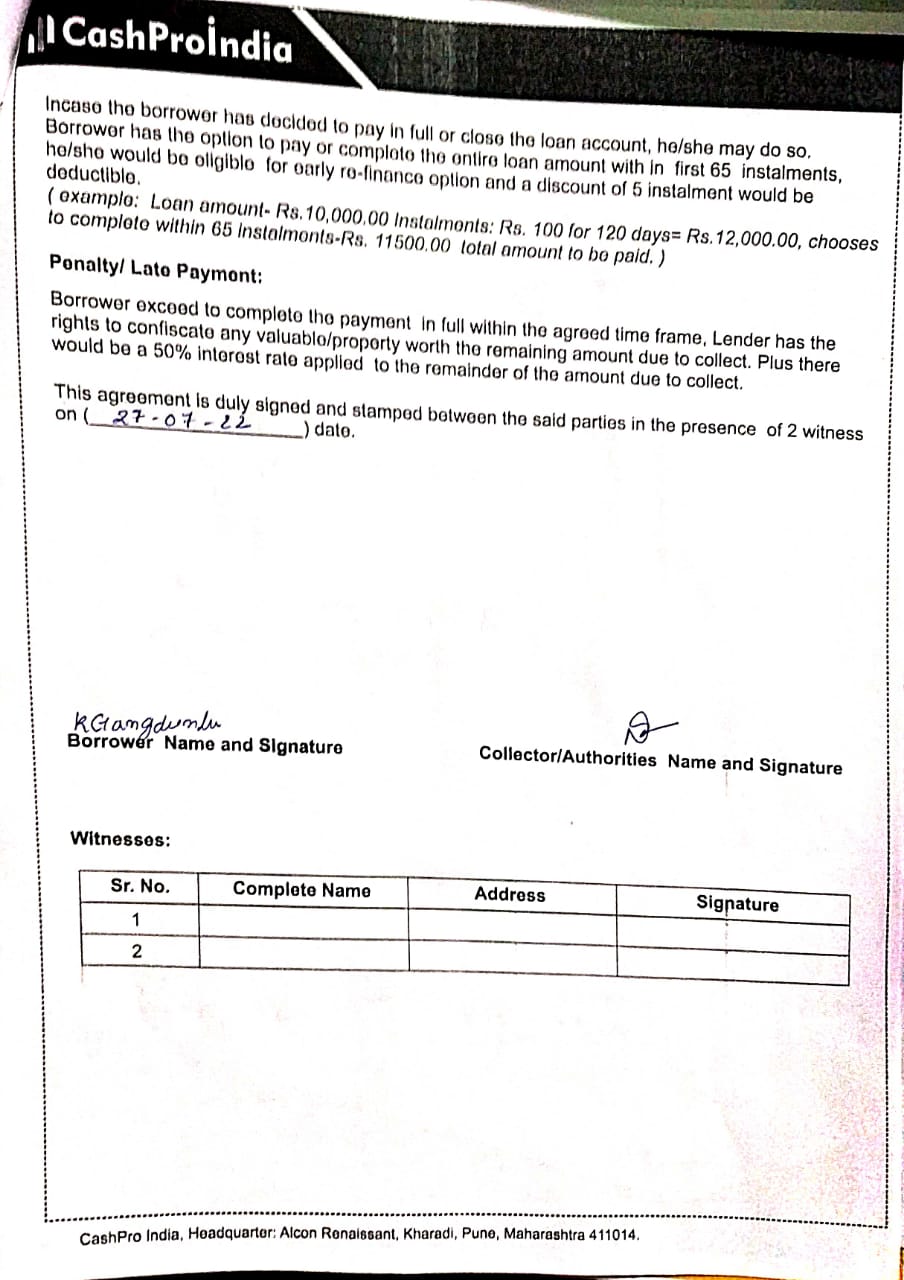 CashProIndia
Incase the borrower has decided to pay in full or close the loan account, he/she may do so.
Borrower has the option to pay or complete the entire loan amount with in first 65 instalments,
he/she would be eligible for early re-finance option and a discount of 5 instalment would be
deductible.
( example: Loan amount- Rs.10,000.00 Instalments: Rs. 100 for 120 days= Rs.12,000.00, chooses
to complete within 65 instalments-Rs. 11500.00 total amount to be paid. )
Penalty/ Late Payment:
Borrower exceed to complete the payment in full within the agreed time frame, Lender has the
rights to confiscate any valuable/property worth the remaining amount due to collect. Plus there
would be a 50% interest rate applied to the remainder of the amount due to collect.
This agreement is duly signed and stamped between the said parties in the presence of 2 witness
on ( 27-07-22 ) date.
Borrower Name and Signature
Collector/Authorities Name and Signature
Witnesses:
Sr. No. Complete Name Address Signature
1
2
CashPro India, Headquarter: Alcon Renaissant, Kharadi, Pune, Maharashtra 411014.